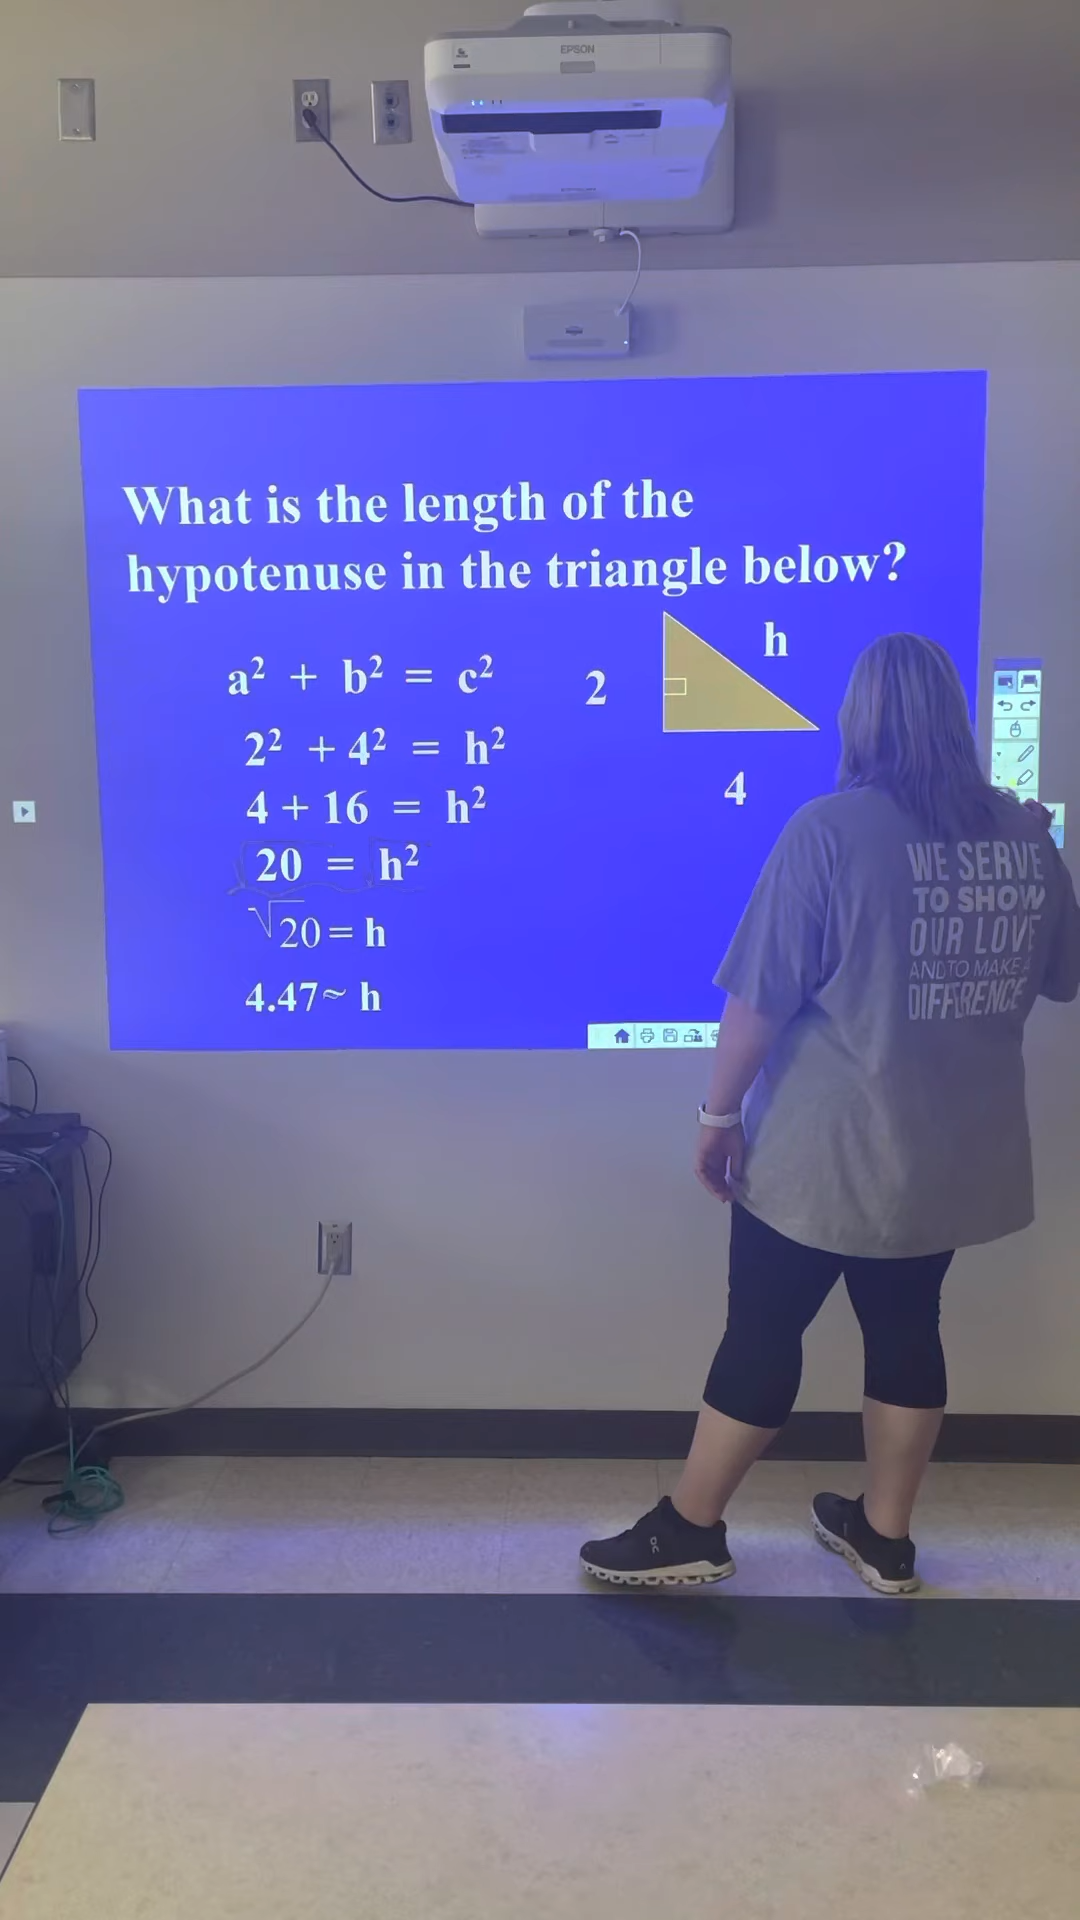 EPSON
What is the length of the
hypotenuse in the triangle below?
a² + b² = c²
2² + 4² = h²
4 + 16 = h²
20 = h²
√20 = h
4.47 ≈ h
h
2
4
WE SERVE
TO SHOW
OUR LOVE
AND TO MAKE A
DIFFERENCE